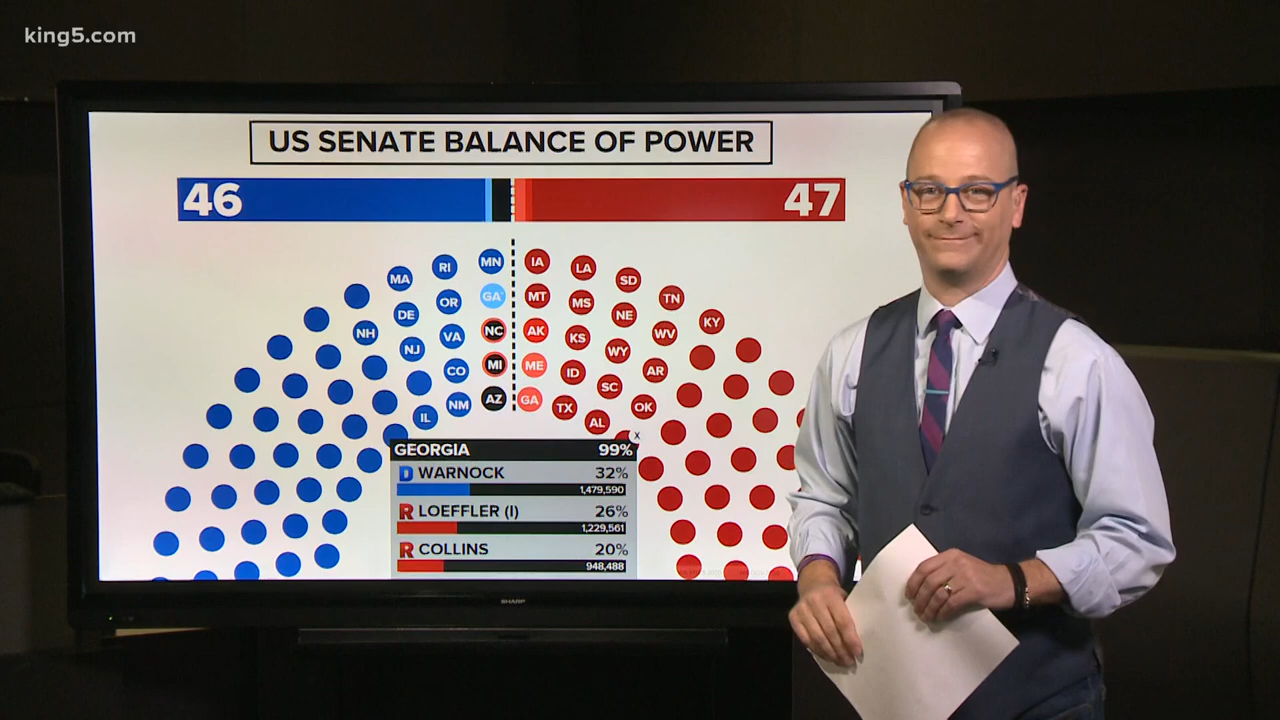 king5.com
US SENATE BALANCE OF POWER
46 47
MN IA
RI LA
MA SD
GA MT
OR MS TN
DE NE
NC AK
NH VA KS WV KY
NJ WY
MI ME
CO ID AR
SC
AZ GA
NM TX OK
IL AL
X
GEORGIA 99%
D WARNOCK 32%
1,479,590
R LOEFFLER (I) 26%
1,229,561
R COLLINS 20%
948,488
SHARP